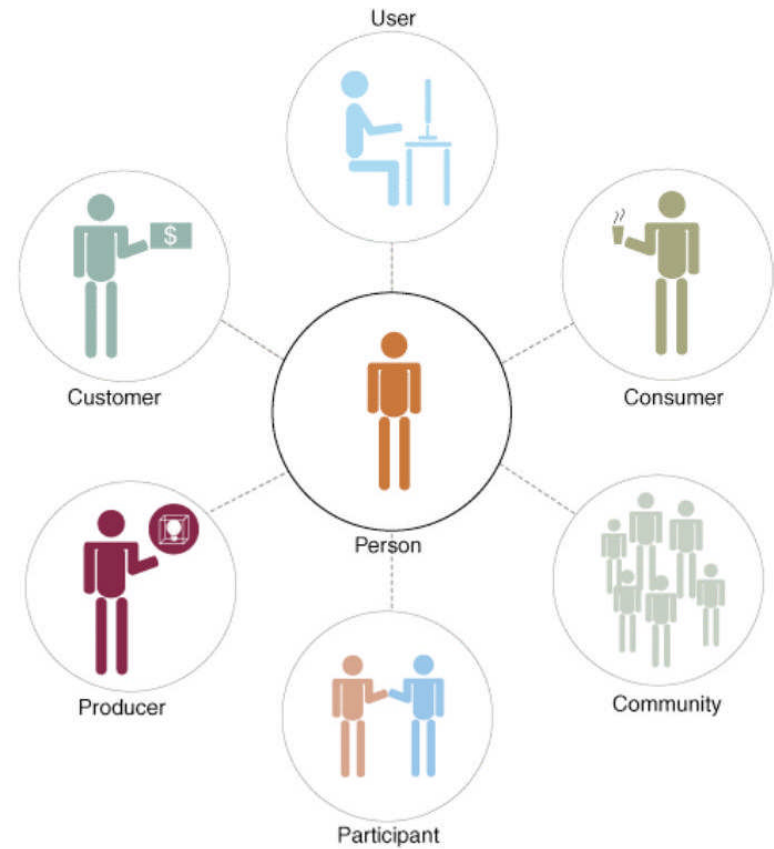 User
Customer
$
Consumer
Person
Producer
Community
Participant